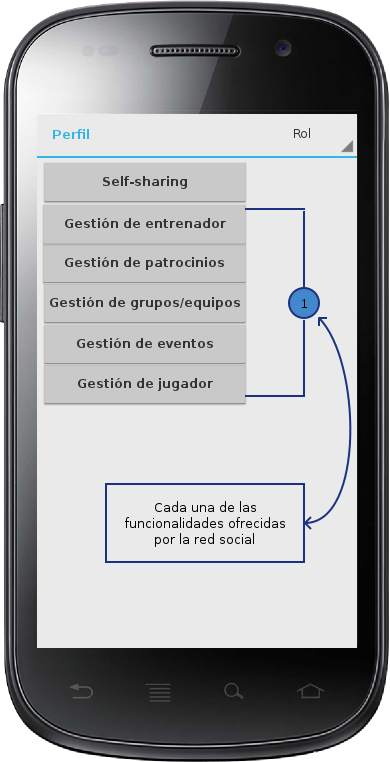 Perfil
Rol
Self-sharing
Gestión de entrenador
Gestión de patrocinios
Gestión de grupos/equipos
Gestión de eventos
Gestión de jugador
1
Cada una de las
funcionalidades ofrecidas
por la red social